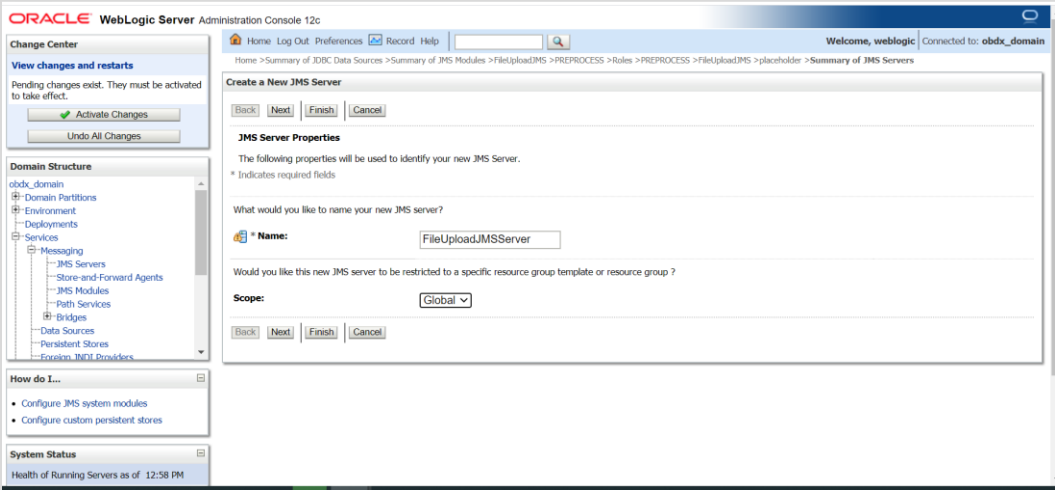 ORACLE WebLogic Server Administration Console 12c
Change Center
View changes and restarts
Pending changes exist. They must be activated
to take effect.
Activate Changes
Undo All Changes
Domain Structure
obdx_domain
Domain Partitions
Environment
Deployments
Services
Messaging
JMS Servers
Store-and-Forward Agents
JMS Modules
Path Services
Bridges
Data Sources
Persistent Stores
Foreign JNDI Providers
How do I...
Configure JMS system modules
Configure custom persistent stores
System Status
Health of Running Servers as of 12:58 PM
Home Log Out Preferences Record Help
Welcome, weblogic Connected to: obdx_domain
Home >Summary of JDBC Data Sources >Summary of JMS Modules >FileUploadJMS >PREPROCESS >Roles >PREPROCESS >FileUploadJMS >placeholder >Summary of JMS Servers
Create a New JMS Server
Back Next Finish Cancel
JMS Server Properties
The following properties will be used to identify your new JMS Server.
* Indicates required fields
What would you like to name your new JMS server?
* Name: FileUploadJMSServer
Would you like this new JMS server to be restricted to a specific resource group template or resource group ?
Scope: Global
Back Next Finish Cancel